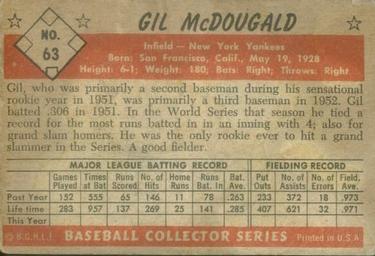 GIL McDOUGALD
NO.
63
Infield — New York Yankees
Born: San Francisco, Calif., May 19, 1928
Height: 6-1; Weight: 180; Bats: Right; Throws: Right
Gil, who was primarily a second baseman during his sensational
rookie year in 1951, was primarily a third baseman in 1952. Gil
batted .306 in 1951. In the World Series that season he tied a
record for the most runs batted in an inning with 4; also for
grand slam homers. He was the only rookie ever to hit a grand
slammer in the Series. A good fielder.
MAJOR LEAGUE BATTING RECORD FIELDING RECORD
Games Times Runs No. of Home Runs Bat. Put No. of No. of Field.
Played at Bat Scored Hits Runs Bat. In Ave. Outs Assists Errors Ave.
Past Year 152 555 65 146 11 78 .263 233 372 18 .973
Life time 283 957 137 269 25 141 .285 407 621 32 .971
This Year
© B.G.H.L.I. BASEBALL COLLECTOR SERIES Printed in U.S.A